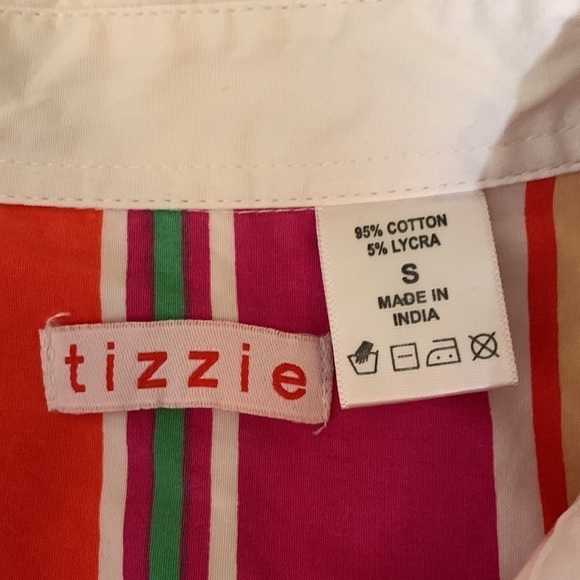 tizzie
95% COTTON
5% LYCRA
S
MADE IN
INDIA